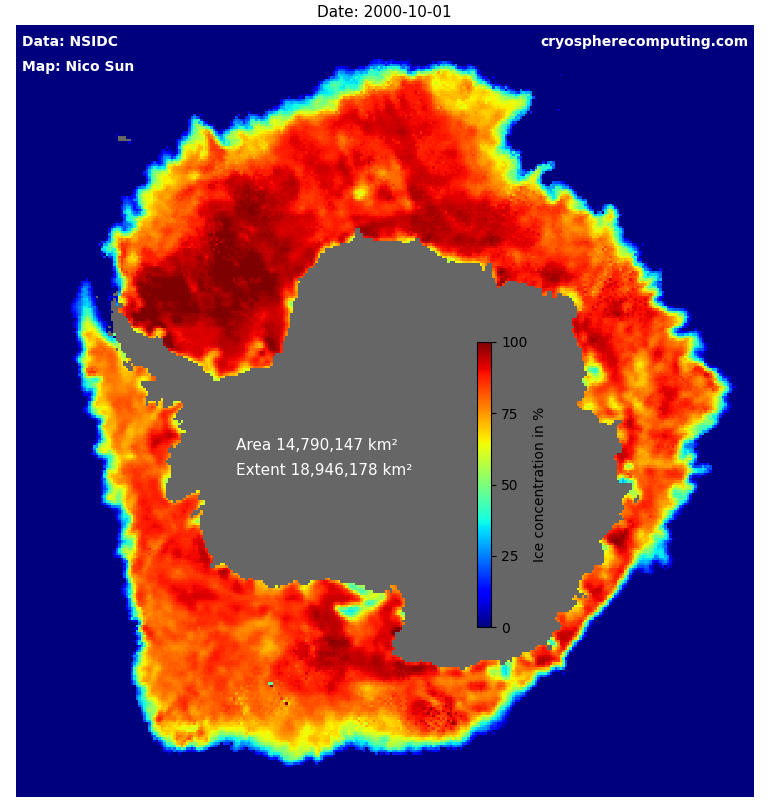 Date: 2000-10-01
Data: NSIDC
cryospherecomputing.com
Map: Nico Sun
100
75
50
25
0
Ice concentration in %
Area 14,790,147 km²
Extent 18,946,178 km²